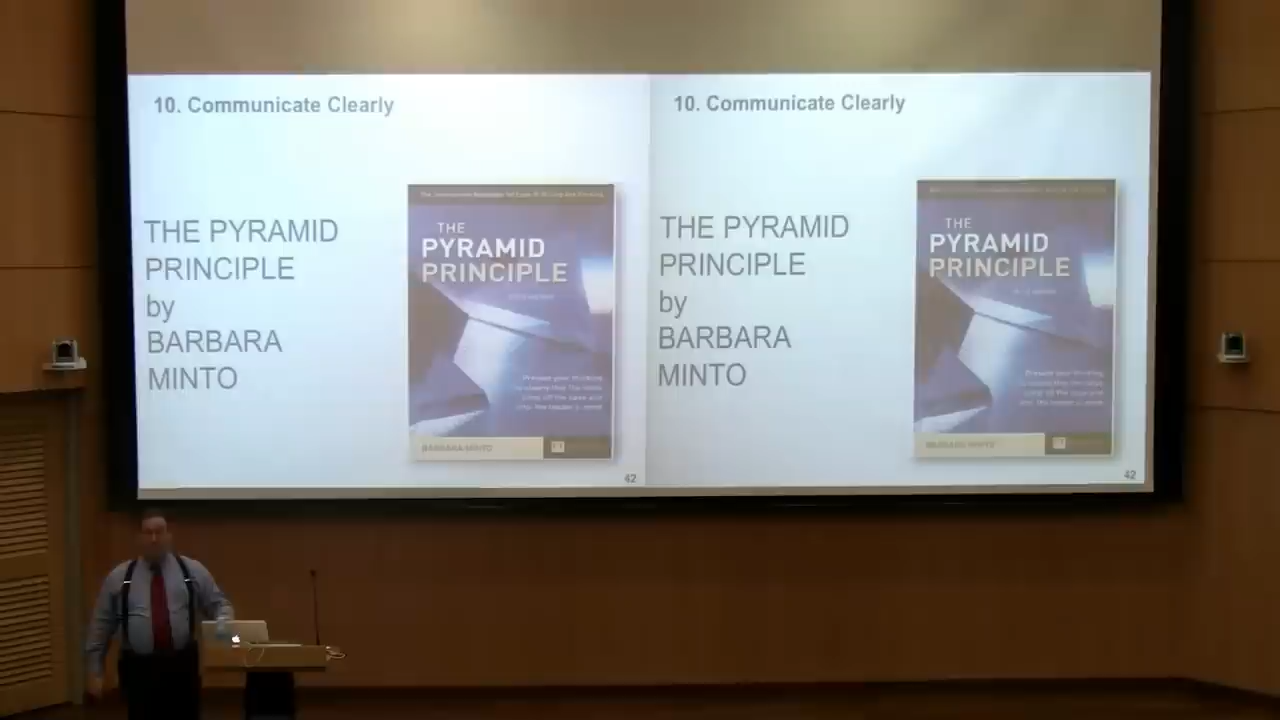 10. Communicate Clearly
THE PYRAMID
PRINCIPLE
by
BARBARA
MINTO
THE
PYRAMID
PRINCIPLE
BARBARA MINTO
42
10. Communicate Clearly
THE PYRAMID
PRINCIPLE
by
BARBARA
MINTO
THE
PYRAMID
PRINCIPLE
BARBARA MINTO
42